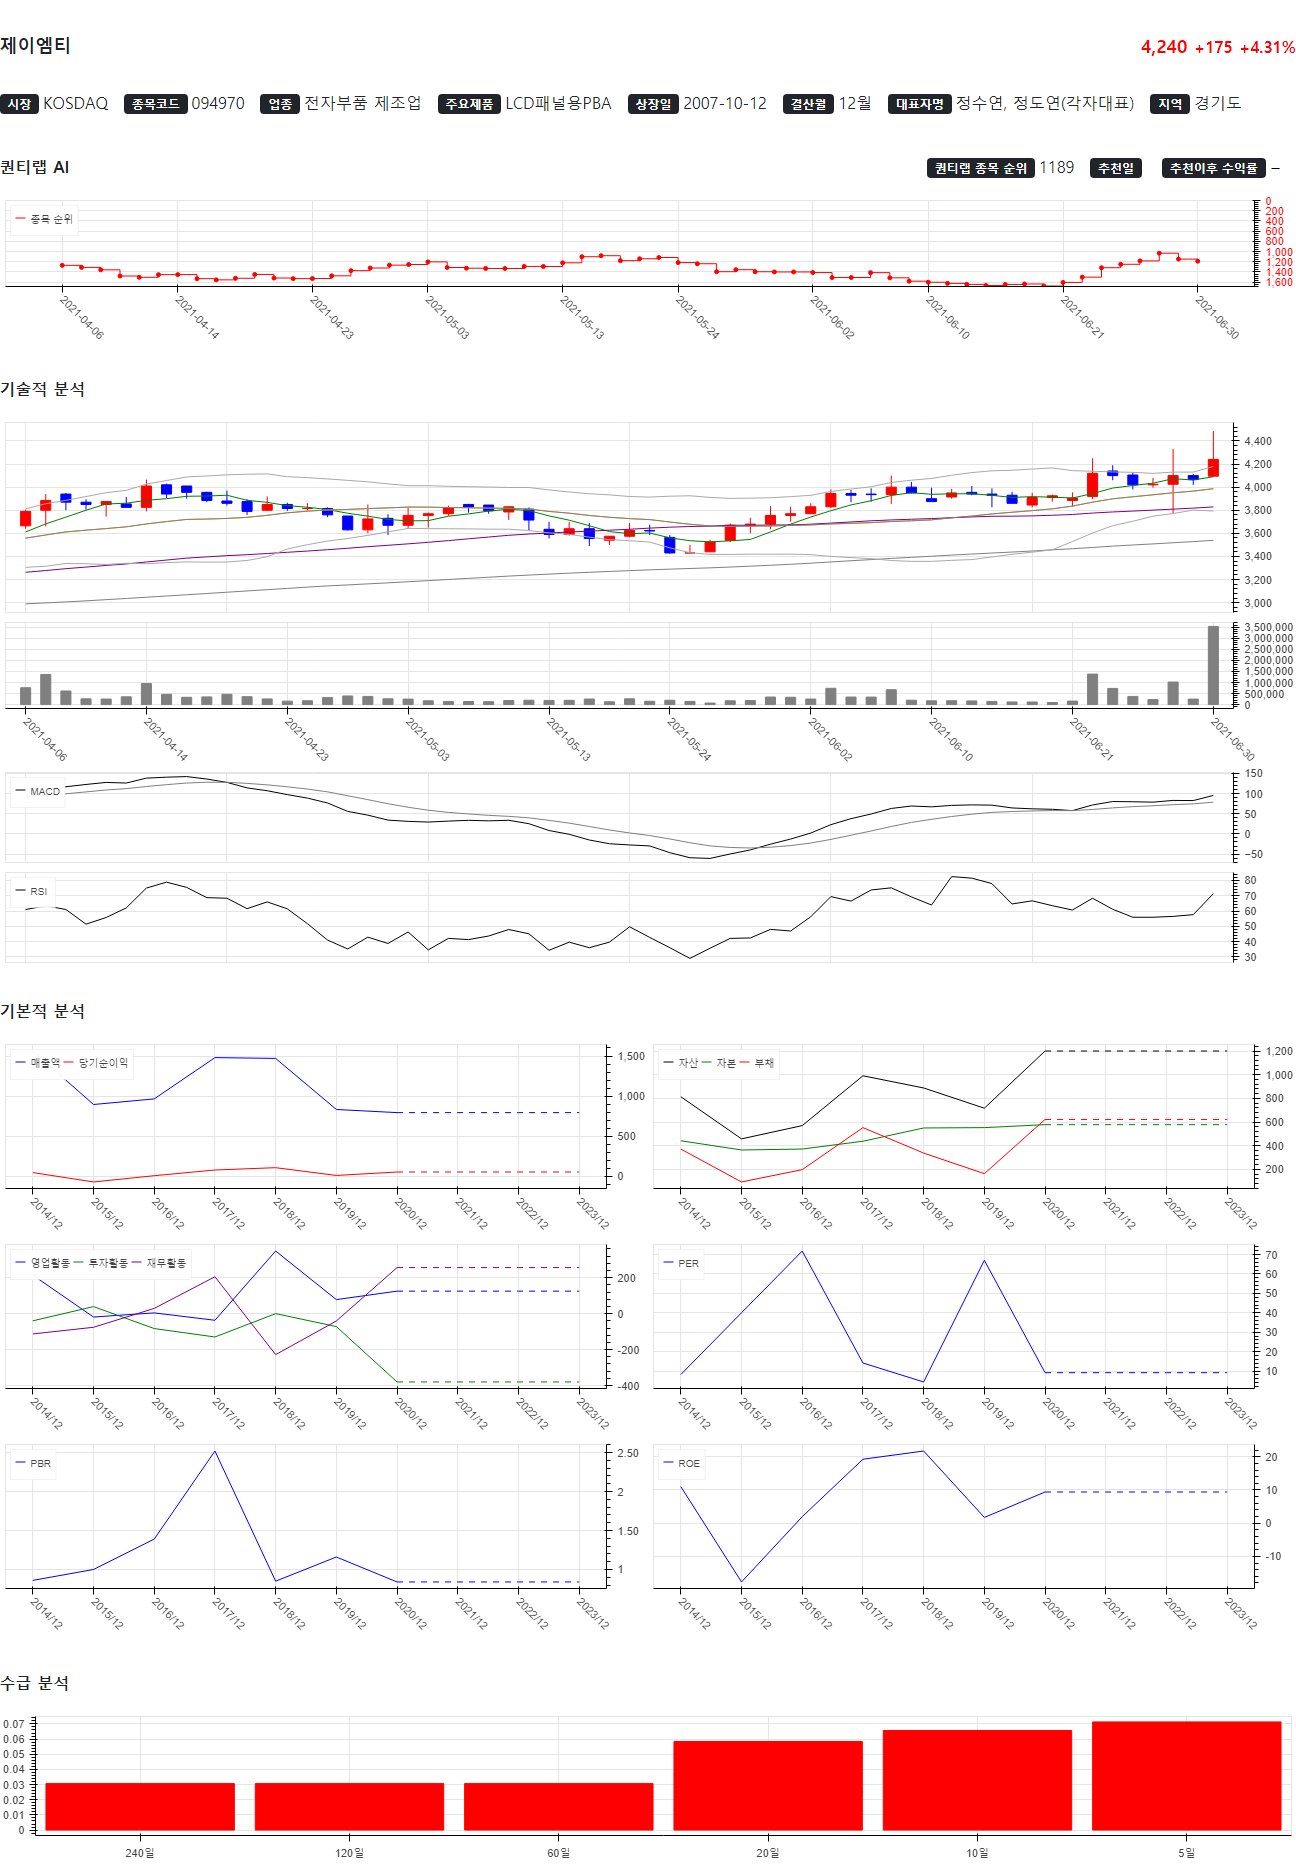 제이엠티
4,240 +175 +4.31%
시장 KOSDAQ 종목코드 094970 업종 전자부품 제조업 주요제품 LCD패널용PBA 상장일 2007-10-12 결산월 12월 대표자명 정수연, 정도연(각자대표) 지역 경기도
퀀티랩 AI
퀀티랩 종목 순위 1189 추천일 추천이후 수익률 –
종목 순위
0
200
400
600
800
1,000
1,200
1,400
1,600
2021-04-06 2021-04-14 2021-04-23 2021-05-03 2021-05-13 2021-05-24 2021-06-02 2021-06-10 2021-06-21 2021-06-30
기술적 분석
4,400
4,200
4,000
3,800
3,600
3,400
3,200
3,000
3,500,000
3,000,000
2,500,000
2,000,000
1,500,000
1,000,000
500,000
0
2021-04-06 2021-04-14 2021-04-23 2021-05-03 2021-05-13 2021-05-24 2021-06-02 2021-06-10 2021-06-21 2021-06-30
MACD
150
100
50
0
-50
RSI
80
70
60
50
40
30
기본적 분석
매출액 당기순이익
1,500
1,000
500
0
2014/12 2015/12 2016/12 2017/12 2018/12 2019/12 2020/12 2021/12 2022/12 2023/12
자산 자본 부채
1,200
1,000
800
600
400
200
2014/12 2015/12 2016/12 2017/12 2018/12 2019/12 2020/12 2021/12 2022/12 2023/12
영업활동 투자활동 재무활동
200
0
-200
-400
2014/12 2015/12 2016/12 2017/12 2018/12 2019/12 2020/12 2021/12 2022/12 2023/12
PER
70
60
50
40
30
20
10
2014/12 2015/12 2016/12 2017/12 2018/12 2019/12 2020/12 2021/12 2022/12 2023/12
PBR
2.50
2
1.50
1
2014/12 2015/12 2016/12 2017/12 2018/12 2019/12 2020/12 2021/12 2022/12 2023/12
ROE
20
10
0
-10
2014/12 2015/12 2016/12 2017/12 2018/12 2019/12 2020/12 2021/12 2022/12 2023/12
수급 분석
0.07
0.06
0.05
0.04
0.03
0.02
0.01
0
240일 120일 60일 20일 10일 5일